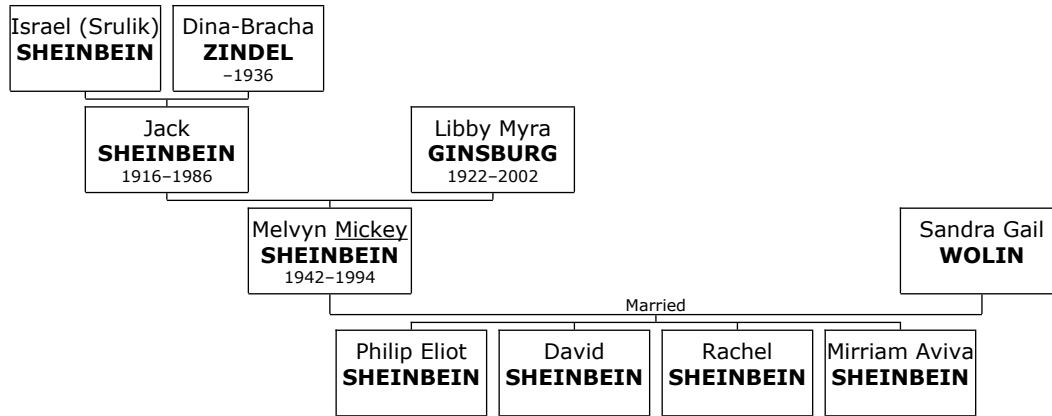 Israel (Srulik)
SHEINBEIN
Dina-Bracha
ZINDEL
–1936
Jack
SHEINBEIN
1916–1986
Libby Myra
GINSBURG
1922–2002
Melvyn Mickey
SHEINBEIN
1942–1994
Sandra Gail
WOLIN
Married
Philip Eliot
SHEINBEIN
David
SHEINBEIN
Rachel
SHEINBEIN
Mirriam Aviva
SHEINBEIN